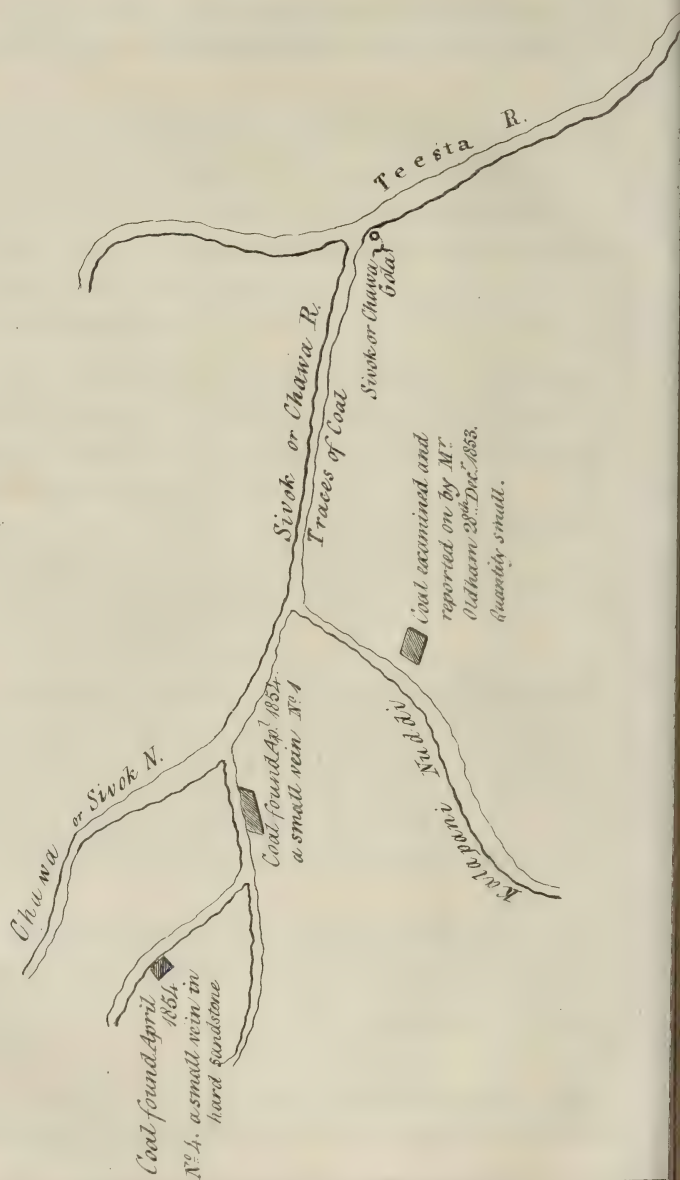 Teesta R.
Sivok or Chawa
Gola
Sivok or Chawa R.
Traces of Coal
Coal examined and
reported on by Mr.
Oldham 28th Decr. 1853.
Quantity small.
Chawa or Sivok N.
Coal found Apl. 1854.
a small vein No 1
Kalapani Nuddi
Coal found April
1854
No 4. a small vein in
hard sandstone